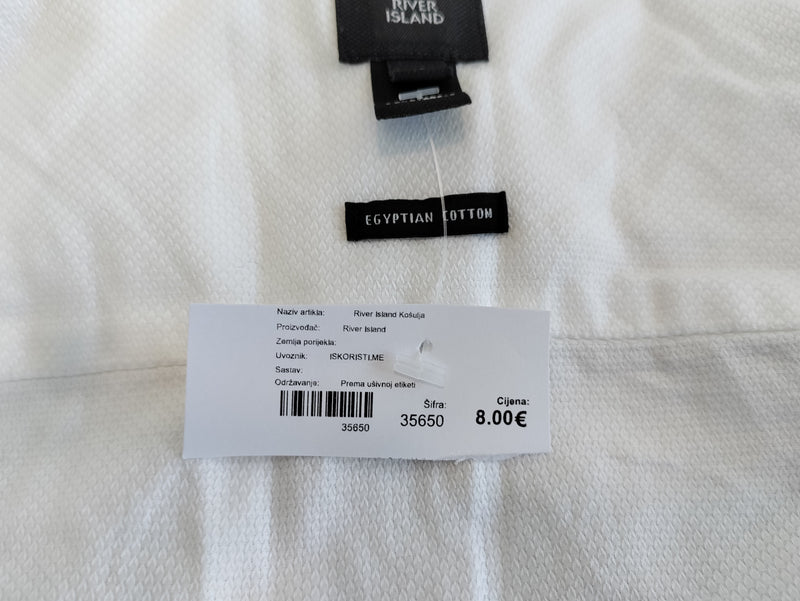 RIVER
ISLAND
EGYPTIAN COTTON
Naziv artikla: River Island Košulja
Proizvođač: River Island
Zemlja porijekla:
Uvoznik: ISKORISTI.ME
Sastav:
Održavanje: Prema ušivnoj etiketi
35650
Šifra:
35650
Cijena:
8.00€